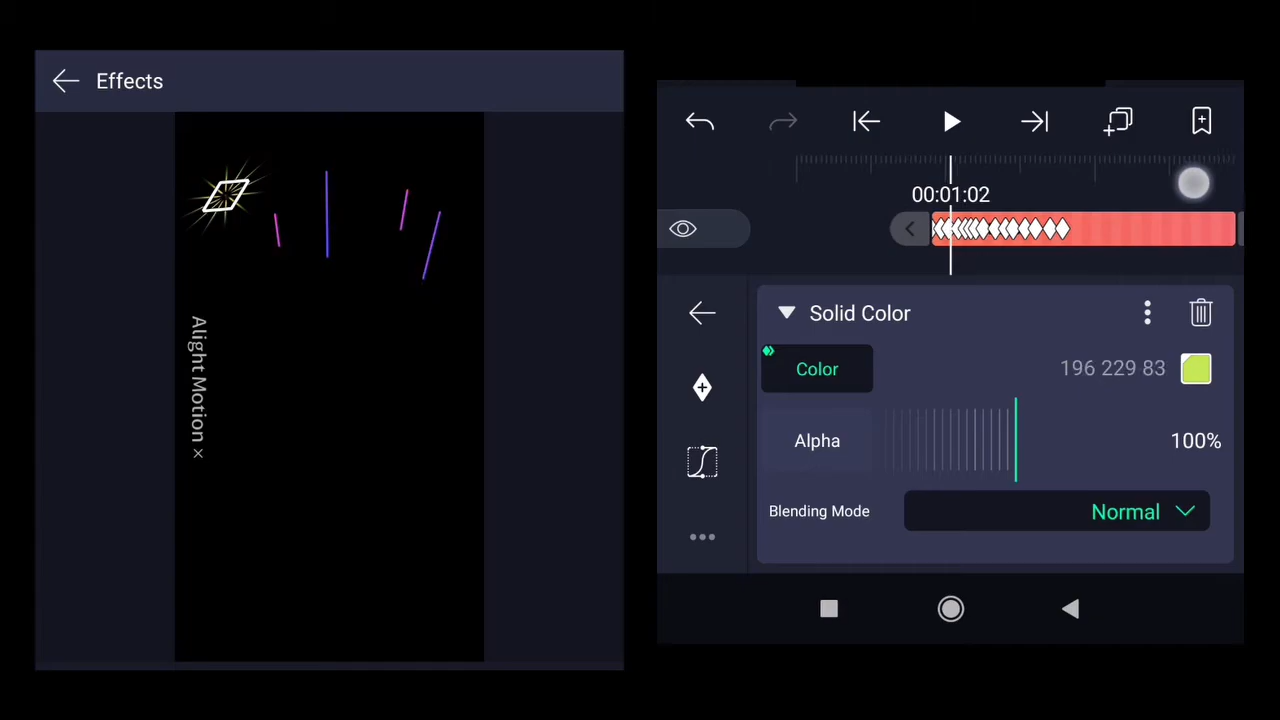 Effects
Alight Motion ×
00:01:02
Solid Color
Color
196 229 83
Alpha
100%
Blending Mode
Normal